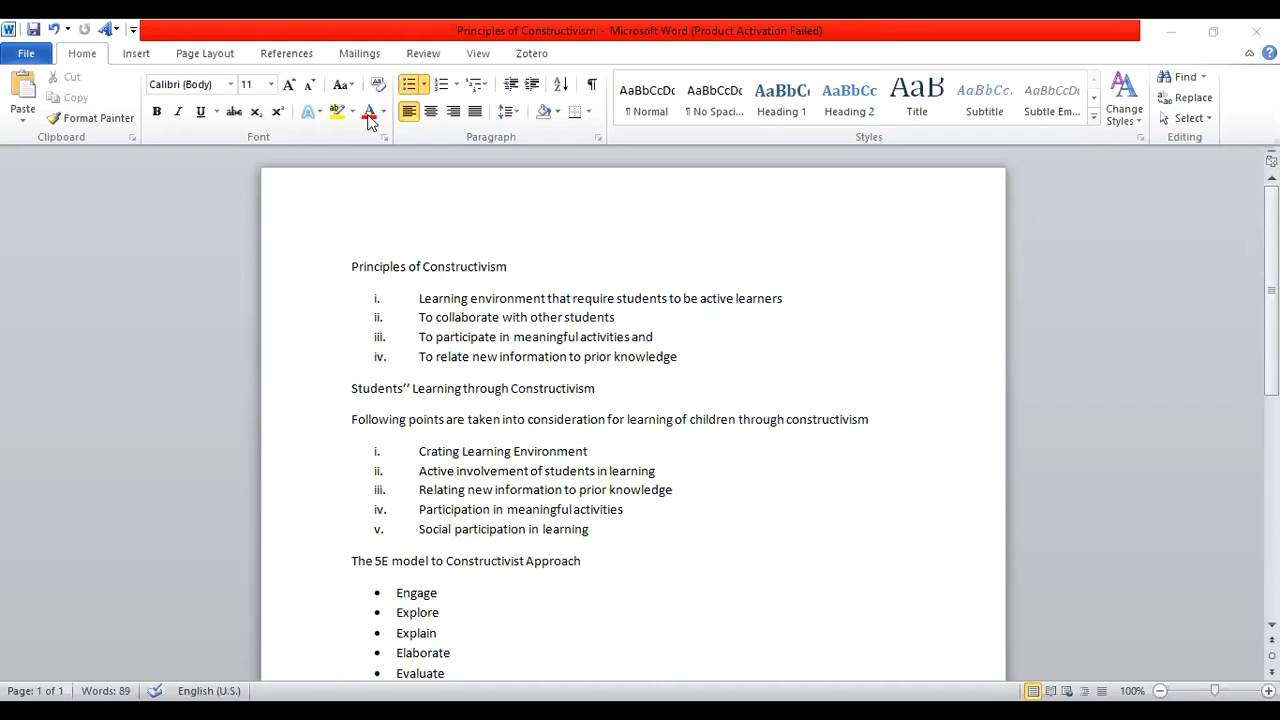 Principles of Constructivism - Microsoft Word (Product Activation Failed)
File Home Insert Page Layout References Mailings Review View Zotero
Paste
Cut
Copy
Format Painter
Clipboard
Calibri (Body) 11
Font
Paragraph
AaBbCcDc AaBbCcDc AaBbCc AaBbCc AaB AaBbCc. AaBbCcDc
¶ Normal ¶ No Spaci... Heading 1 Heading 2 Title Subtitle Subtle Em...
Change Styles
Styles
Find
Replace
Select
Editing
Principles of Constructivism
i. Learning environment that require students to be active learners
ii. To collaborate with other students
iii. To participate in meaningful activities and
iv. To relate new information to prior knowledge
Students’’ Learning through Constructivism
Following points are taken into consideration for learning of children through constructivism
i. Crating Learning Environment
ii. Active involvement of students in learning
iii. Relating new information to prior knowledge
iv. Participation in meaningful activities
v. Social participation in learning
The 5E model to Constructivist Approach
• Engage
• Explore
• Explain
• Elaborate
• Evaluate
Page: 1 of 1 Words: 89 English (U.S.) 100%